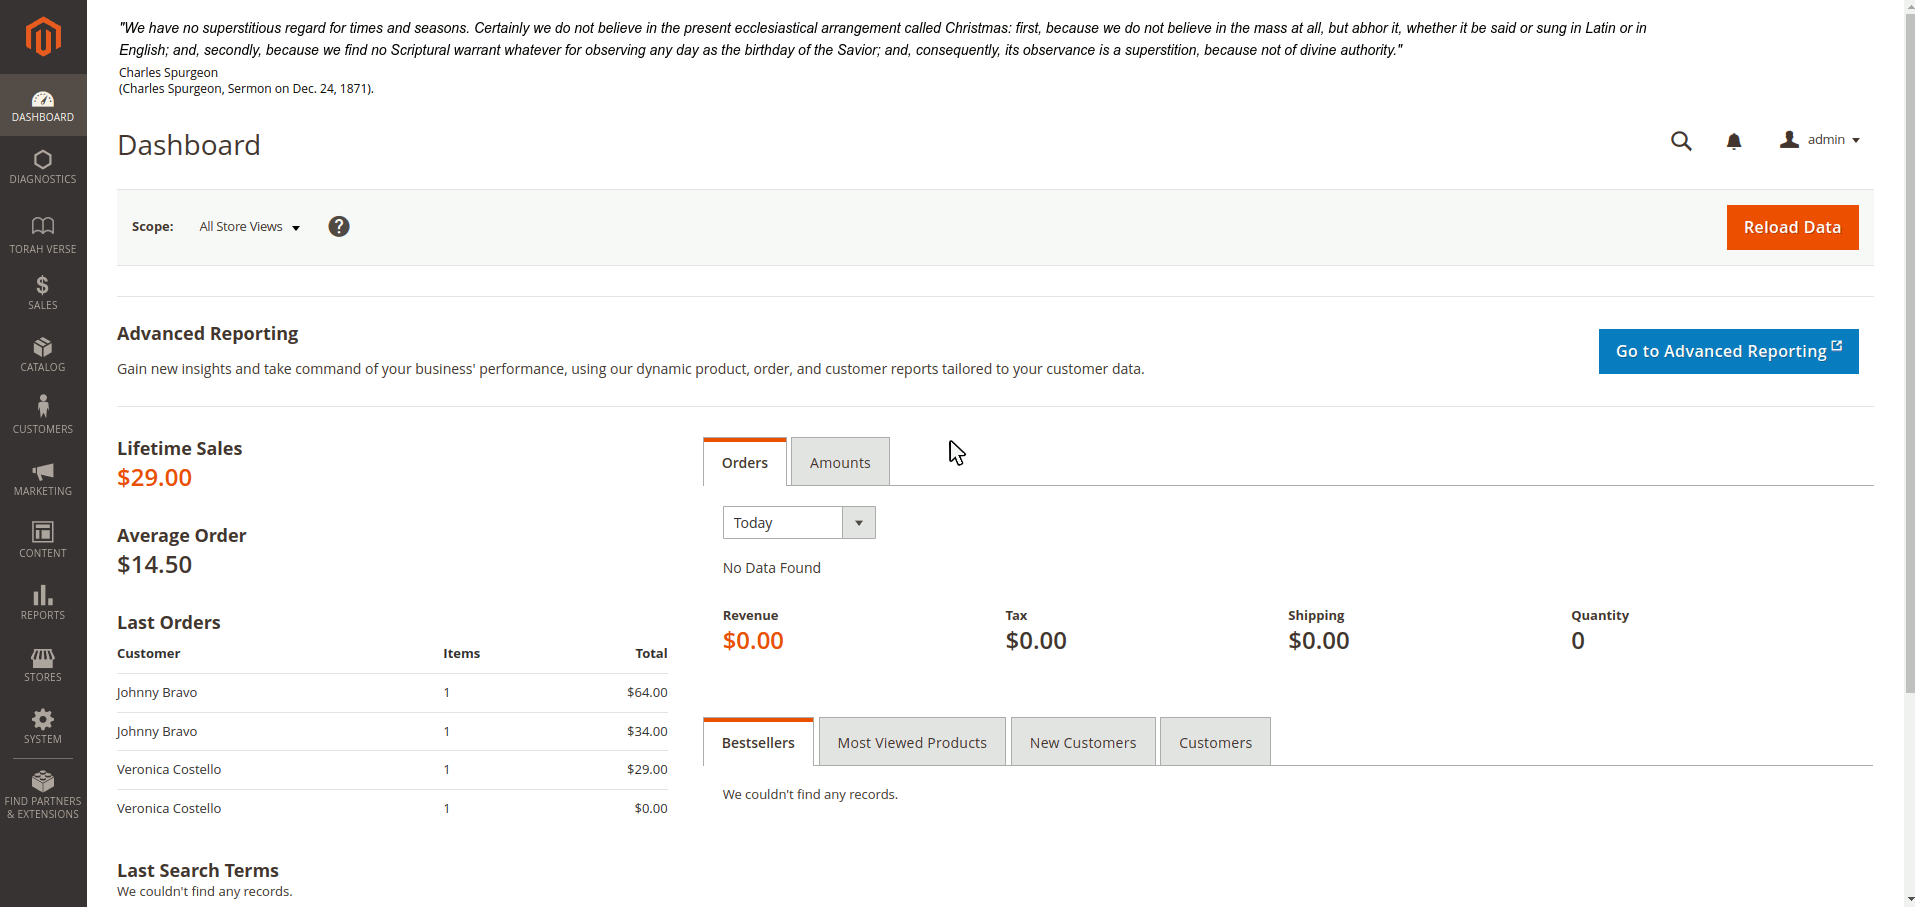 "We have no superstitious regard for times and seasons. Certainly we do not believe in the present ecclesiastical arrangement called Christmas: first, because we do not believe in the mass at all, but abhor it, whether it be said or sung in Latin or in
English; and, secondly, because we find no Scriptural warrant whatever for observing any day as the birthday of the Savior; and, consequently, its observance is a superstition, because not of divine authority."
Charles Spurgeon
(Charles Spurgeon, Sermon on Dec. 24, 1871).
DASHBOARD
DIAGNOSTICS
TORAH VERSE
SALES
CATALOG
CUSTOMERS
MARKETING
CONTENT
REPORTS
STORES
SYSTEM
FIND PARTNERS
& EXTENSIONS
Dashboard
admin
Scope: All Store Views ?
Reload Data
Advanced Reporting
Gain new insights and take command of your business' performance, using our dynamic product, order, and customer reports tailored to your customer data.
Go to Advanced Reporting
Lifetime Sales
$29.00
Average Order
$14.50
Last Orders
Customer Items Total
Johnny Bravo 1 $64.00
Johnny Bravo 1 $34.00
Veronica Costello 1 $29.00
Veronica Costello 1 $0.00
Last Search Terms
We couldn't find any records.
Orders Amounts
Today
No Data Found
Revenue Tax Shipping Quantity
$0.00 $0.00 $0.00 0
Bestsellers Most Viewed Products New Customers Customers
We couldn't find any records.